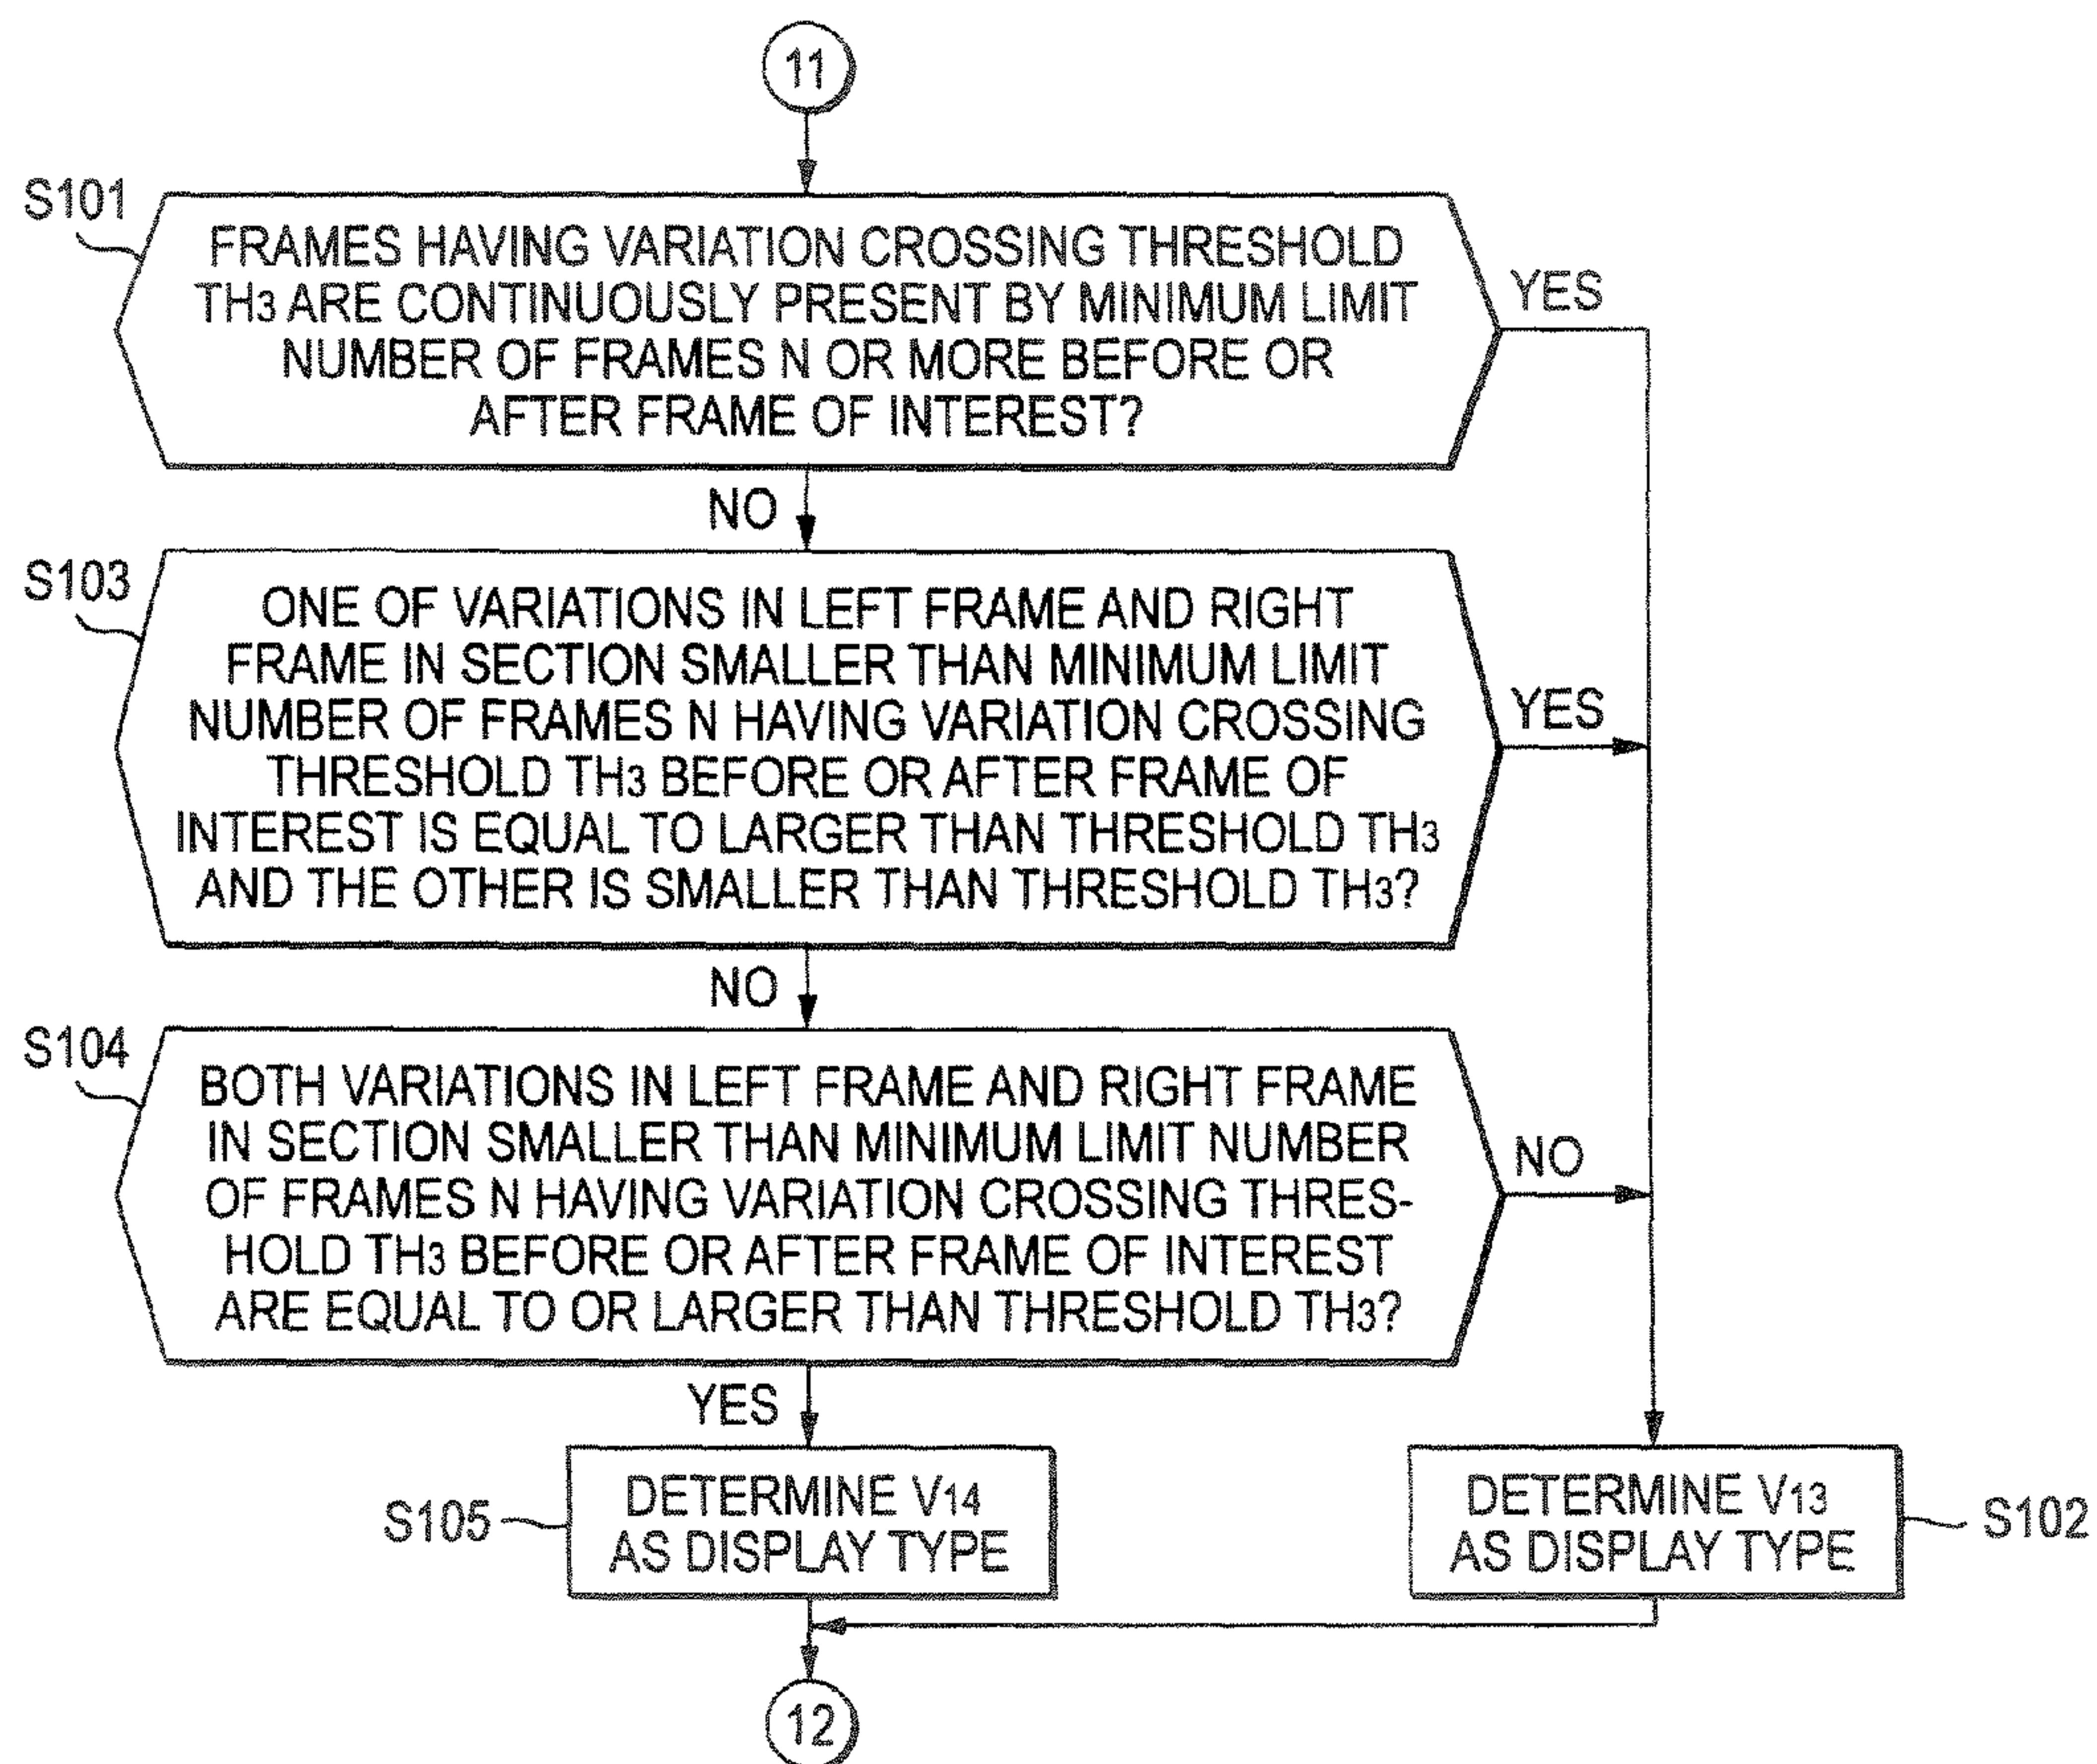 11
S101
FRAMES HAVING VARIATION CROSSING THRESHOLD
TH3 ARE CONTINUOUSLY PRESENT BY MINIMUM LIMIT
NUMBER OF FRAMES N OR MORE BEFORE OR
AFTER FRAME OF INTEREST?
YES
NO
S103
ONE OF VARIATIONS IN LEFT FRAME AND RIGHT
FRAME IN SECTION SMALLER THAN MINIMUM LIMIT
NUMBER OF FRAMES N HAVING VARIATION CROSSING
THRESHOLD TH3 BEFORE OR AFTER FRAME OF
INTEREST IS EQUAL TO LARGER THAN THRESHOLD TH3
AND THE OTHER IS SMALLER THAN THRESHOLD TH3?
YES
NO
S104
BOTH VARIATIONS IN LEFT FRAME AND RIGHT FRAME
IN SECTION SMALLER THAN MINIMUM LIMIT NUMBER
OF FRAMES N HAVING VARIATION CROSSING THRES-
HOLD TH3 BEFORE OR AFTER FRAME OF INTEREST
ARE EQUAL TO OR LARGER THAN THRESHOLD TH3?
NO
YES
S105
DETERMINE V14
AS DISPLAY TYPE
DETERMINE V13
AS DISPLAY TYPE
S102
12